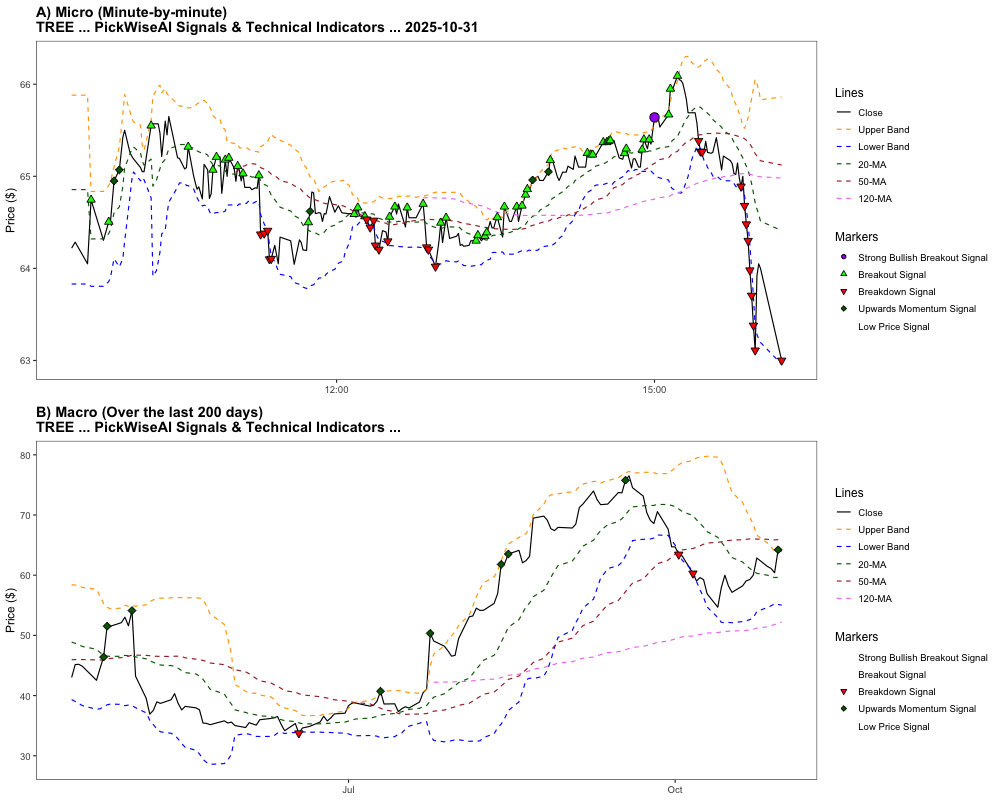 A) Micro (Minute-by-minute)
TREE ... PickWiseAI Signals & Technical Indicators ... 2025-10-31
Price ($)
66
65
64
63
12:00
15:00
Lines
Close
Upper Band
Lower Band
20-MA
50-MA
120-MA
Markers
Strong Bullish Breakout Signal
Breakout Signal
Breakdown Signal
Upwards Momentum Signal
Low Price Signal
B) Macro (Over the last 200 days)
TREE ... PickWiseAI Signals & Technical Indicators ...
Price ($)
80
70
60
50
40
30
Jul
Oct
Lines
Close
Upper Band
Lower Band
20-MA
50-MA
120-MA
Markers
Strong Bullish Breakout Signal
Breakout Signal
Breakdown Signal
Upwards Momentum Signal
Low Price Signal